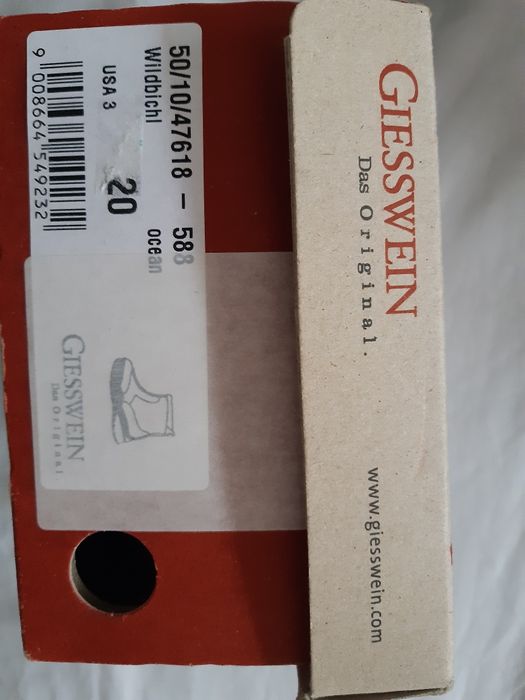 GIESSWEIN
Das Original.
www.giesswein.com
50/10/47618 – 588
Wildbichl
ocean
USA 3
20
9 008664 549232
GIESSWEIN
Das Original